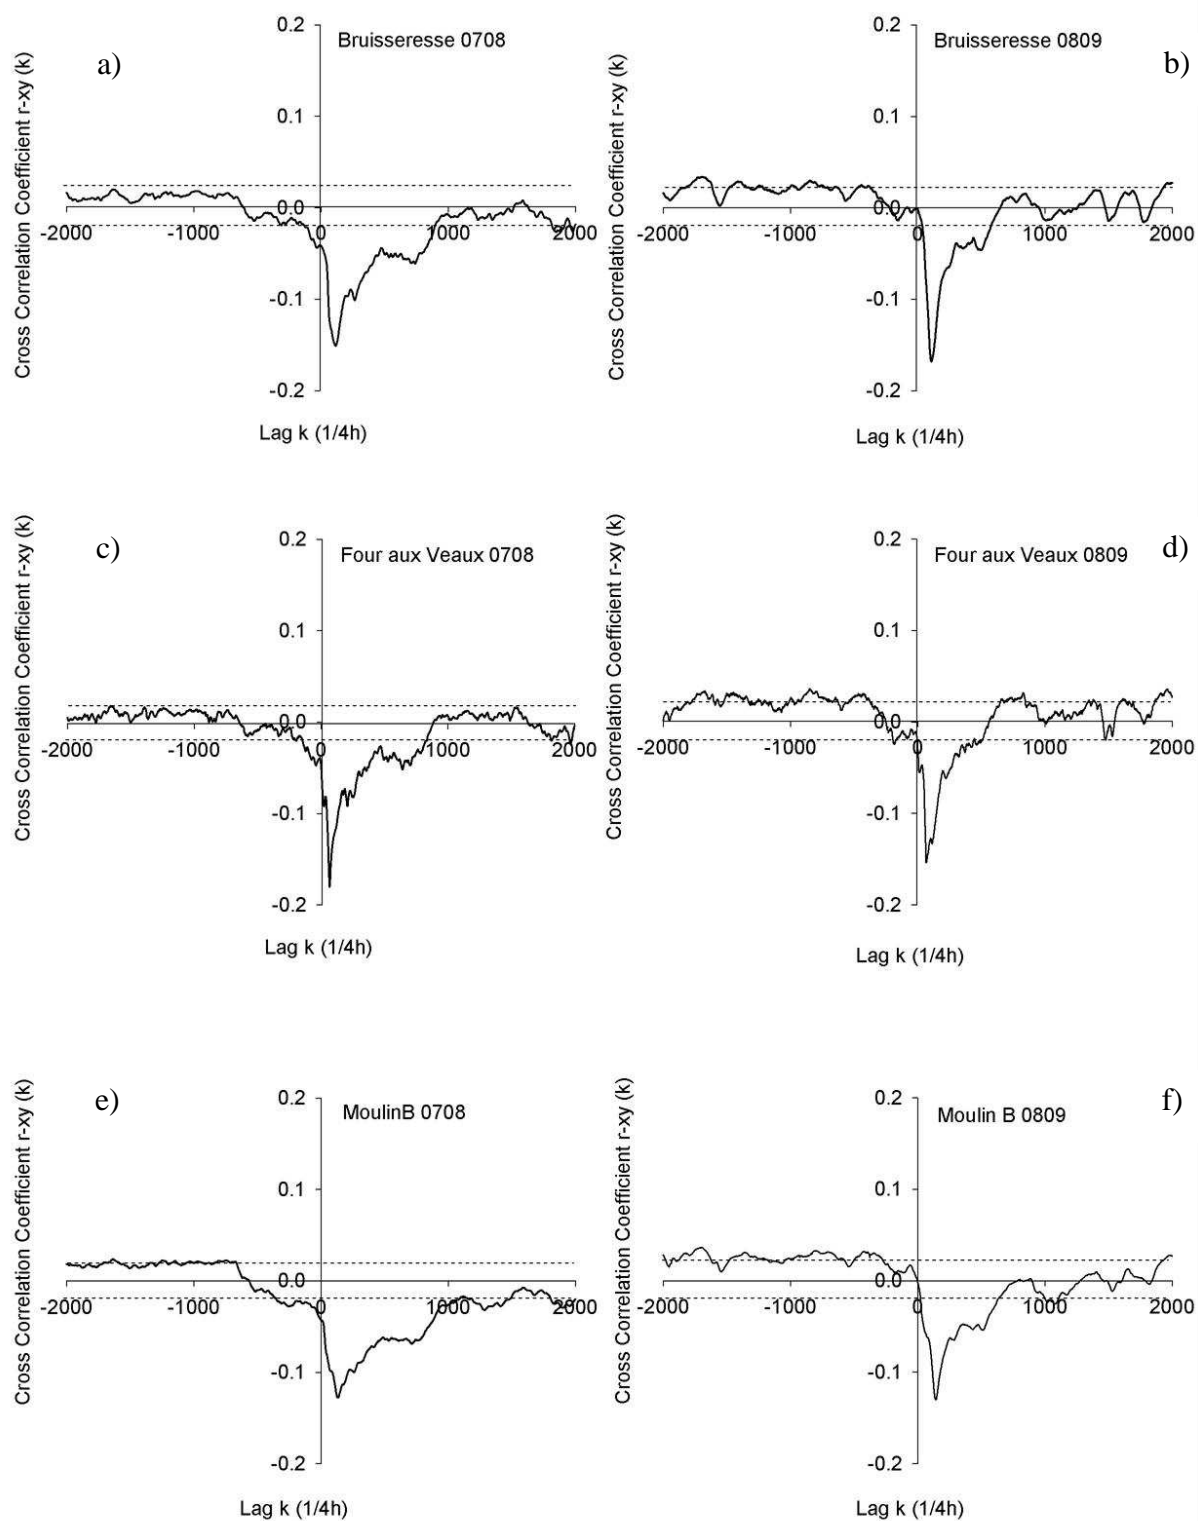 a)
Bruisseresse 0708
Cross Correlation Coefficient r-xy (k)
0.2
0.1
0.0
-0.1
-0.2
-2000 -1000 0 1000 2000
Lag k (1/4h)
b)
Bruisseresse 0809
Cross Correlation Coefficient r-xy (k)
0.2
0.1
0.0
-0.1
-0.2
-2000 -1000 0 1000 2000
Lag k (1/4h)
c)
Four aux Veaux 0708
Cross Correlation Coefficient r-xy (k)
0.2
0.1
0.0
-0.1
-0.2
-2000 -1000 0 1000 2000
Lag k (1/4h)
d)
Four aux Veaux 0809
Cross Correlation Coefficient r-xy (k)
0.2
0.1
0.0
-0.1
-0.2
-2000 -1000 0 1000 2000
Lag k (1/4h)
e)
MoulinB 0708
Cross Correlation Coefficient r-xy (k)
0.2
0.1
0.0
-0.1
-0.2
-2000 -1000 0 1000 2000
Lag k (1/4h)
f)
Moulin B 0809
Cross Correlation Coefficient r-xy (k)
0.2
0.1
0.0
-0.1
-0.2
-2000 -1000 0 1000 2000
Lag k (1/4h)